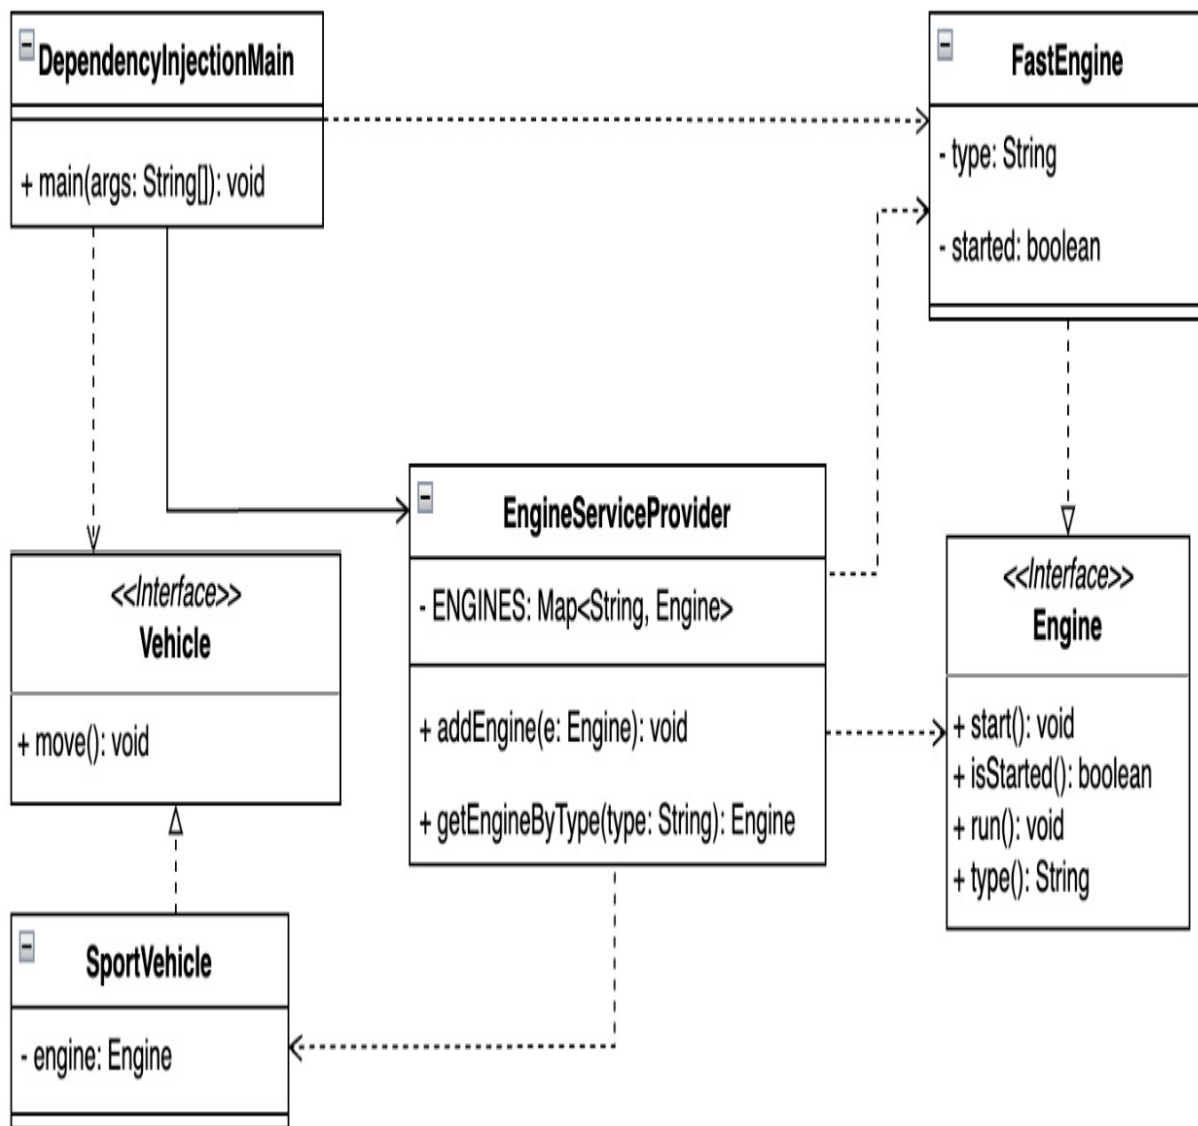 DependencyInjectionMain
+ main(args: String[]): void
FastEngine
- type: String
- started: boolean
EngineServiceProvider
- ENGINES: Map<String, Engine>
+ addEngine(e: Engine): void
+ getEngineByType(type: String): Engine
<<Interface>>
Vehicle
+ move(): void
<<Interface>>
Engine
+ start(): void
+ isStarted(): boolean
+ run(): void
+ type(): String
SportVehicle
- engine: Engine